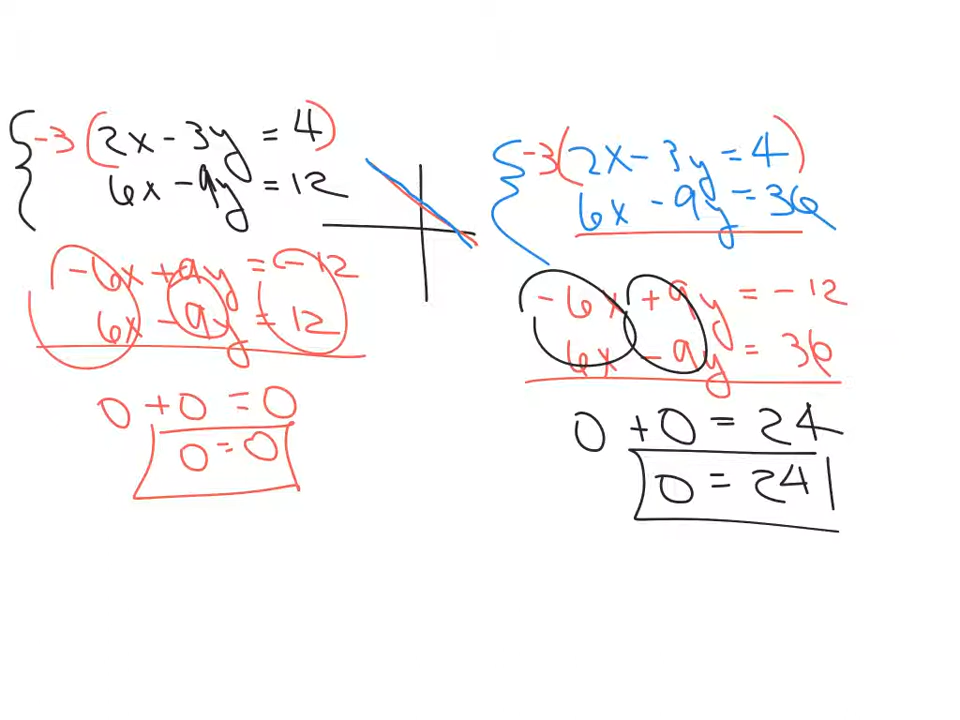 -3(2x-3y=4)
6x-9y=12
-6x+9y=-12
6x-9y=12
0+0=0
0=0
-3(2x-3y=4)
6x-9y=36
-6x+9y=-12
6x-9y=36
0+0=24
0=24